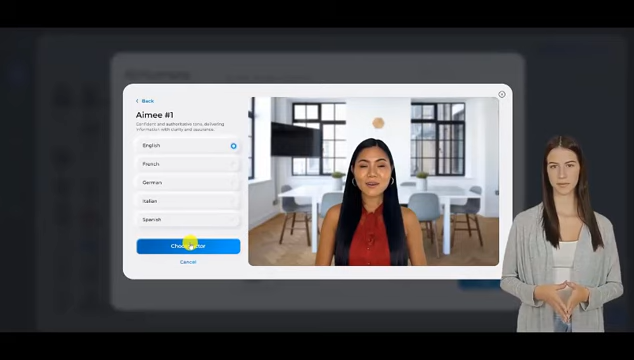 Back
Aimee #1
Confident and authoritative tone, delivering
information with clarity and assurance.
English
French
German
Italian
Spanish
Cancel